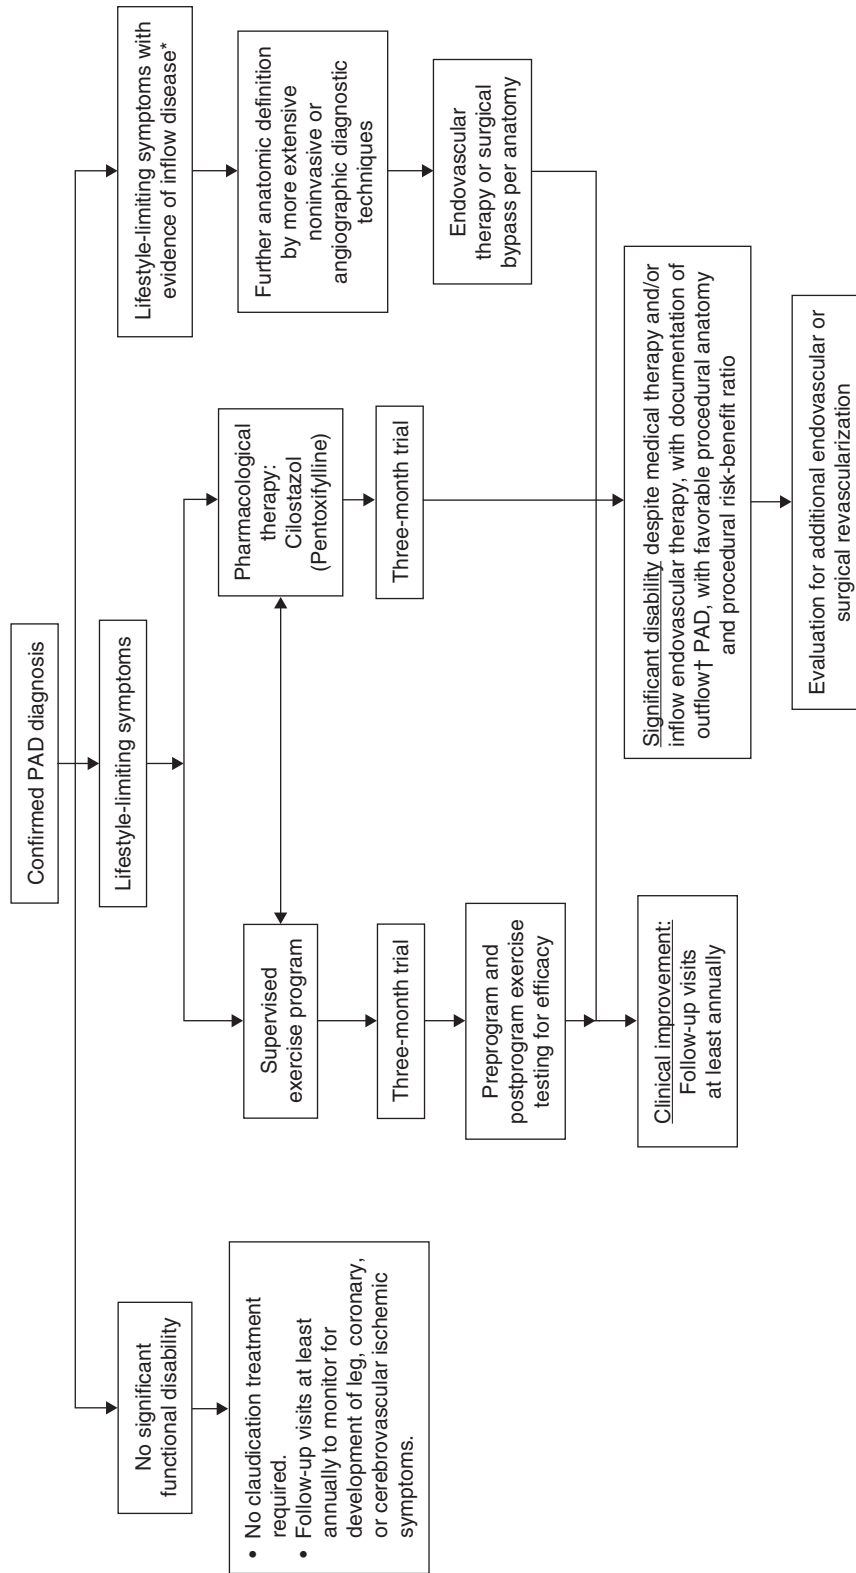 Confirmed PAD diagnosis
No significant
functional disability
• No claudication treatment
required.
• Follow-up visits at least
annually to monitor for
development of leg, coronary,
or cerebrovascular ischemic
symptoms.
Lifestyle-limiting symptoms
Supervised
exercise program
Three-month trial
Preprogram and
postprogram exercise
testing for efficacy
Clinical improvement:
Follow-up visits
at least annually
Pharmacological
therapy:
Cilostazol
(Pentoxifylline)
Three-month trial
Lifestyle-limiting symptoms with
evidence of inflow disease*
Further anatomic definition
by more extensive
noninvasive or
angiographic diagnostic
techniques
Endovascular
therapy or surgical
bypass per anatomy
Significant disability despite medical therapy and/or
inflow endovascular therapy, with documentation of
outflow† PAD, with favorable procedural anatomy
and procedural risk-benefit ratio
Evaluation for additional endovascular or
surgical revascularization